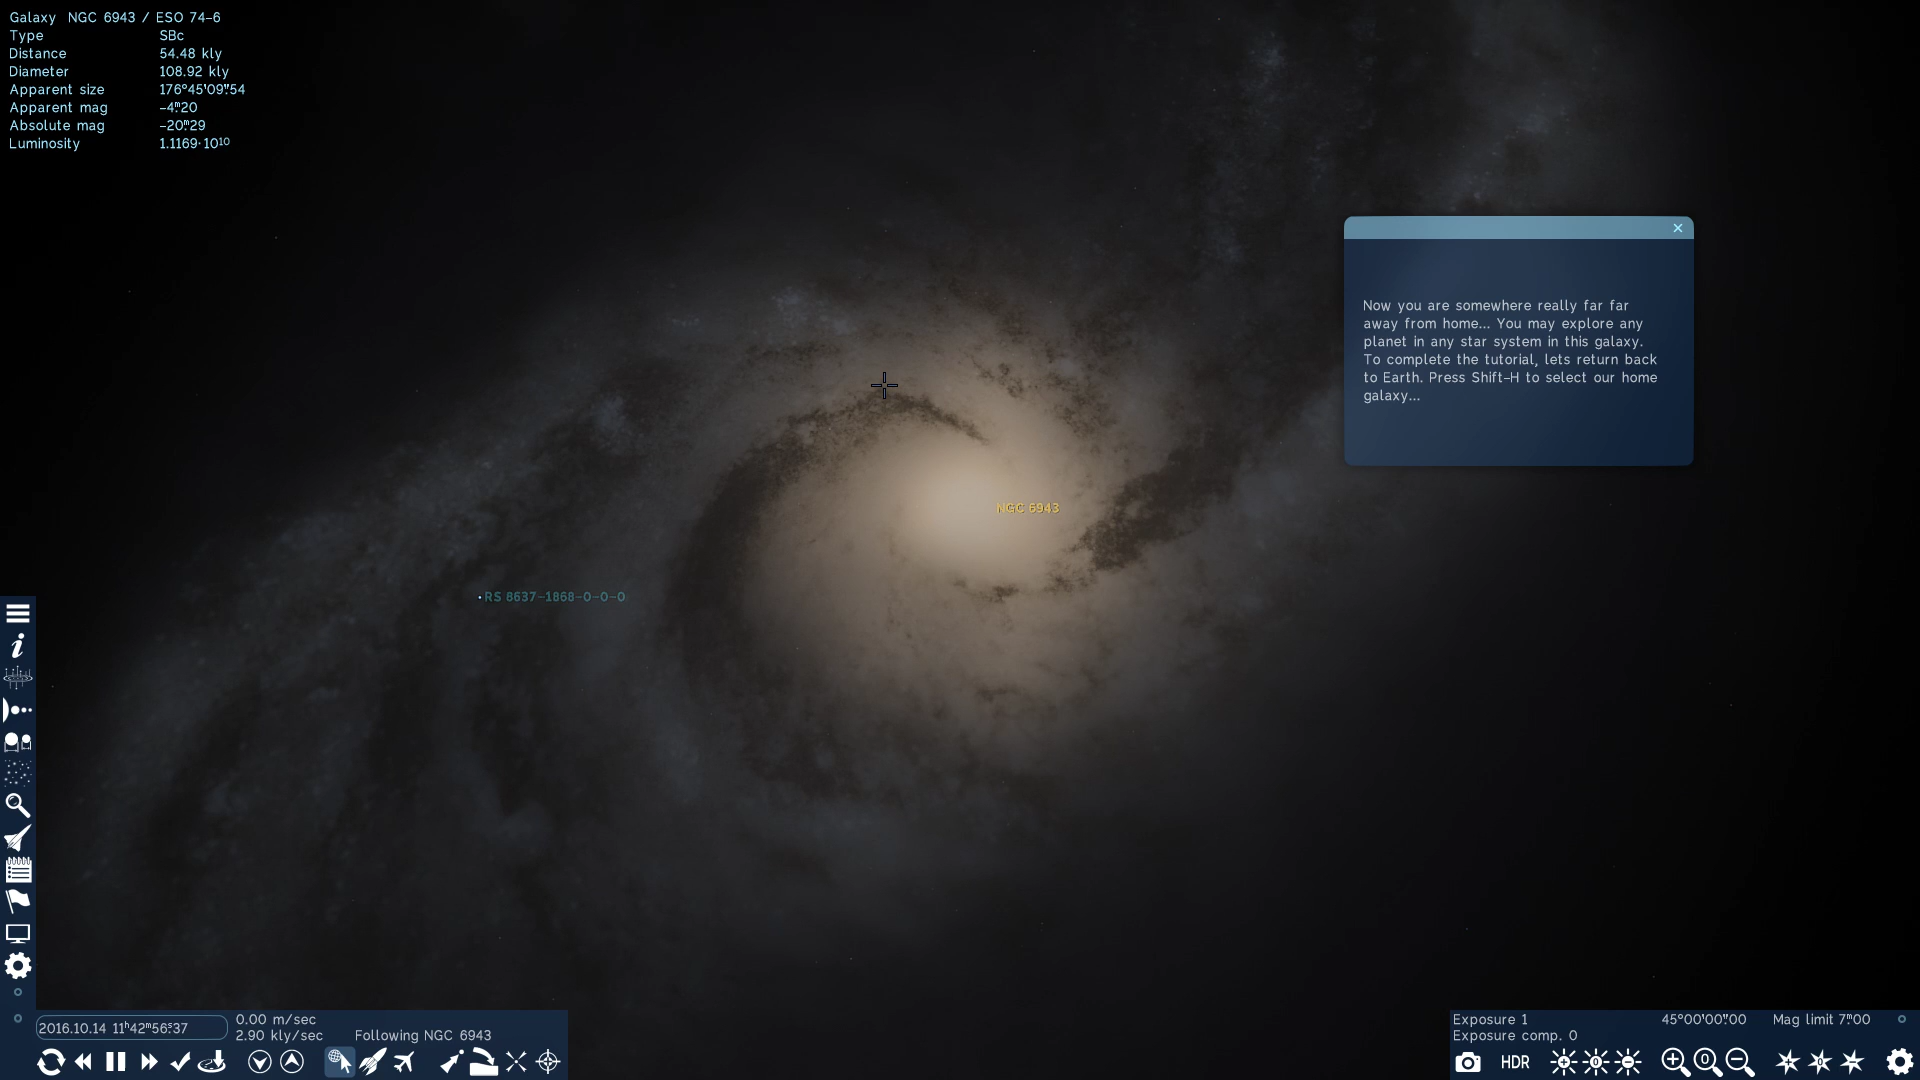 Galaxy NGC 6943 / ESO 74-6
Type SBc
Distance 54.48 kly
Diameter 108.92 kly
Apparent size 176°45'09"54
Apparent mag -4ᵐ20
Absolute mag -20ᵐ29
Luminosity 1.1169·10¹⁰
Now you are somewhere really far far
away from home... You may explore any
planet in any star system in this galaxy.
To complete the tutorial, lets return back
to Earth. Press Shift-H to select our home
galaxy...
NGC 6943
RS 8637-1868-0-0-0
2016.10.14 11ʰ42ᵐ56ˢ37
0.00 m/sec
2.90 kly/sec Following NGC 6943
Exposure 1 45°00'00"00 Mag limit 7ᵐ00
Exposure comp. 0
HDR